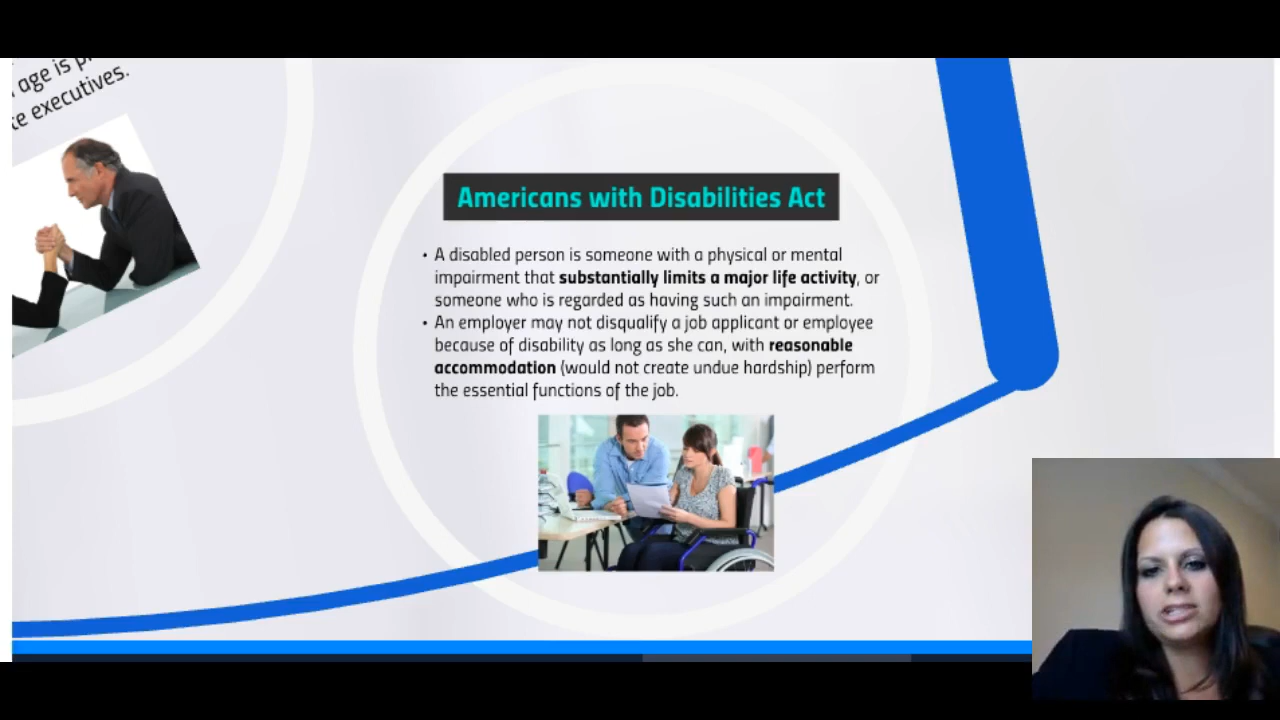 age is
te executives.
Americans with Disabilities Act
• A disabled person is someone with a physical or mental
impairment that substantially limits a major life activity, or
someone who is regarded as having such an impairment.
• An employer may not disqualify a job applicant or employee
because of disability as long as she can, with reasonable
accommodation (would not create undue hardship) perform
the essential functions of the job.